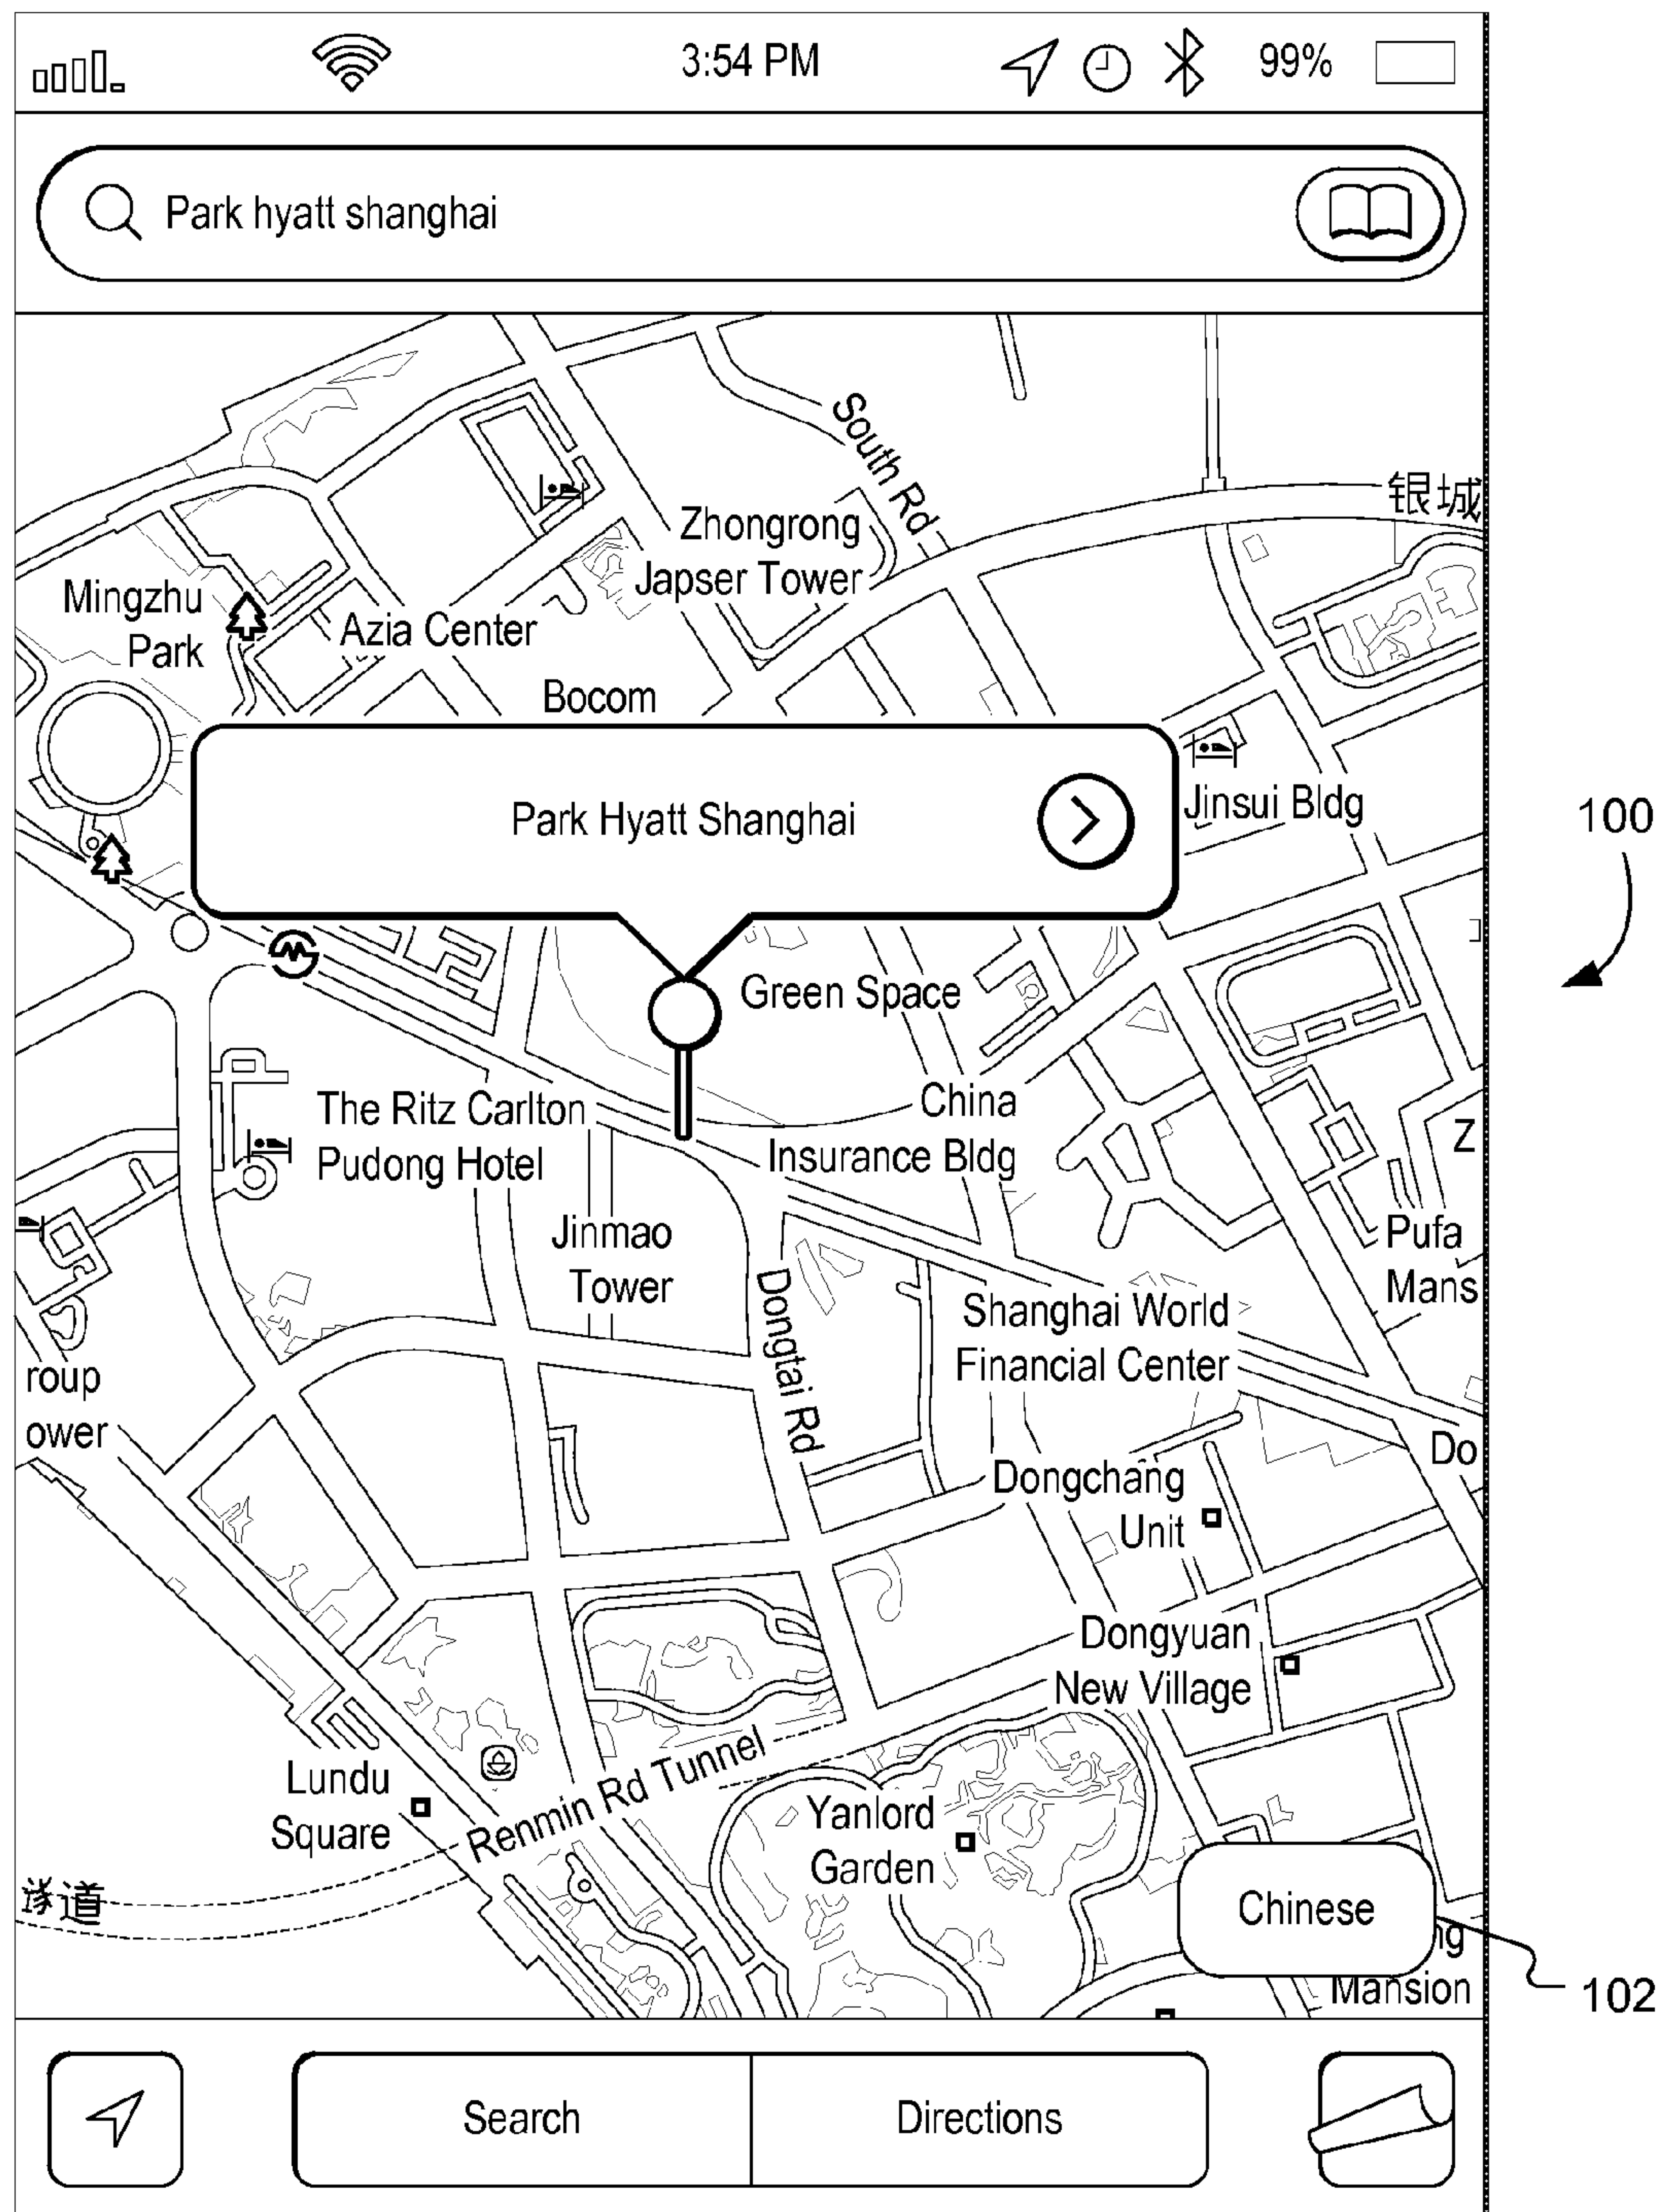 3:54 PM
99%
Park hyatt shanghai
South Rd
银城
Zhongrong
Japser Tower
Mingzhu
Park
Azia Center
Bocom
Park Hyatt Shanghai
Jinsui Bldg
100
Green Space
The Ritz Carlton
Pudong Hotel
China
Insurance Bldg
Z
Jinmao
Tower
Pufa
Mans
Dongtai Rd
Shanghai World
Financial Center
roup
ower
Do
Dongchang
Unit
Dongyuan
New Village
Renmin Rd Tunnel
Lundu
Square
Yanlord
Garden
隧道
Chinese
ng
Mansion
102
Search
Directions